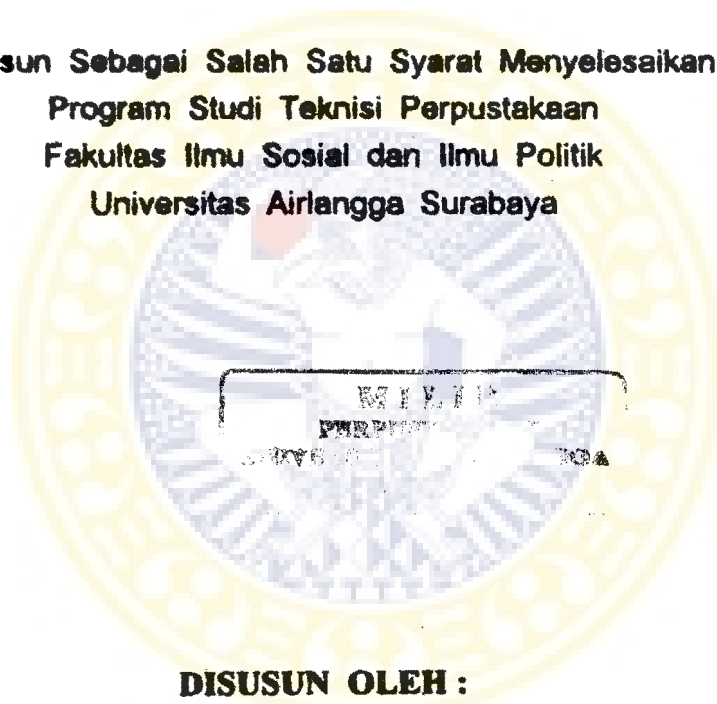 sun Sebagai Salah Satu Syarat Menyelesaikan
Program Studi Teknisi Perpustakaan
Fakultas Ilmu Sosial dan Ilmu Politik
Universitas Airlangga Surabaya
MILIK
DISUSUN OLEH :